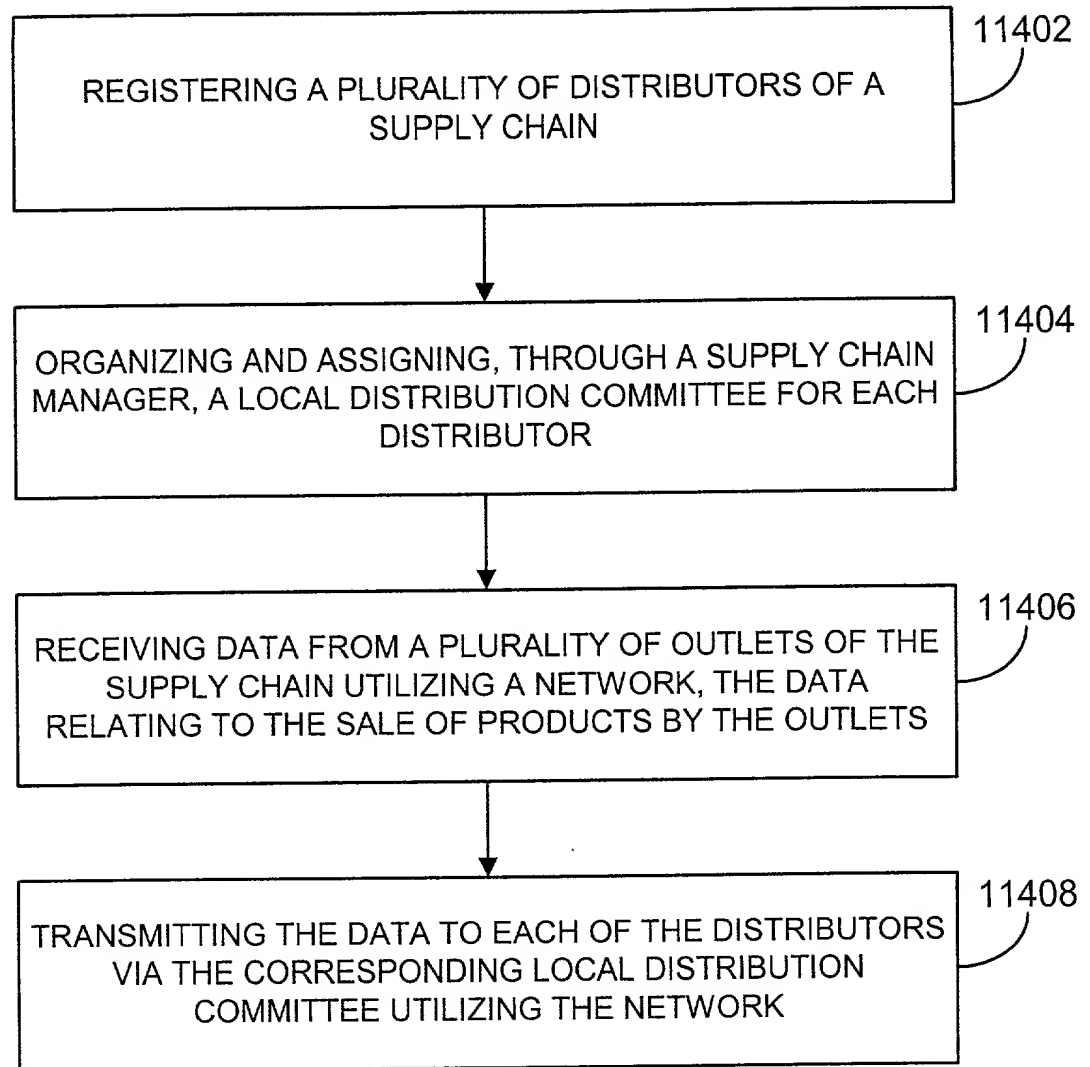 11402
REGISTERING A PLURALITY OF DISTRIBUTORS OF A
SUPPLY CHAIN
11404
ORGANIZING AND ASSIGNING, THROUGH A SUPPLY CHAIN
MANAGER, A LOCAL DISTRIBUTION COMMITTEE FOR EACH
DISTRIBUTOR
11406
RECEIVING DATA FROM A PLURALITY OF OUTLETS OF THE
SUPPLY CHAIN UTILIZING A NETWORK, THE DATA
RELATING TO THE SALE OF PRODUCTS BY THE OUTLETS
11408
TRANSMITTING THE DATA TO EACH OF THE DISTRIBUTORS
VIA THE CORRESPONDING LOCAL DISTRIBUTION
COMMITTEE UTILIZING THE NETWORK